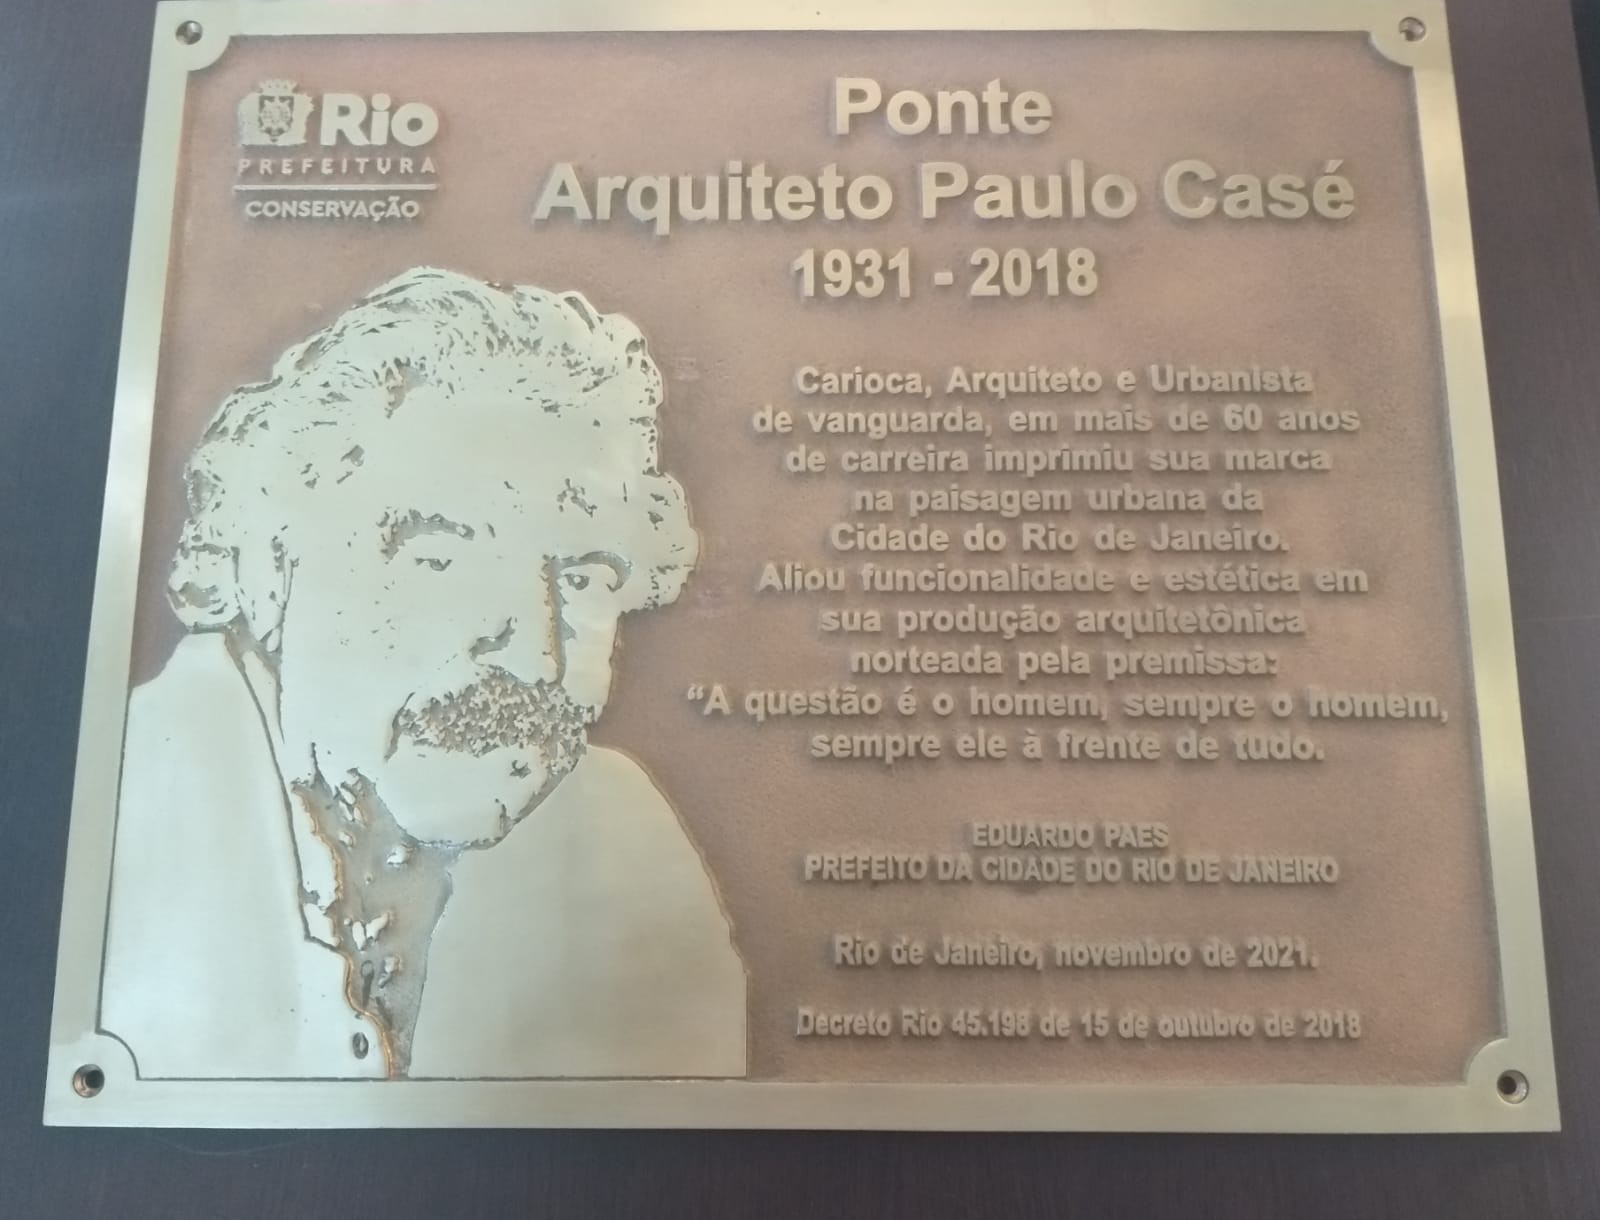 Rio
PREFEITURA
CONSERVAÇÃO
Ponte
Arquiteto Paulo Casé
1931 - 2018
Carioca, Arquiteto e Urbanista
de vanguarda, em mais de 60 anos
de carreira imprimiu sua marca
na paisagem urbana da
Cidade do Rio de Janeiro.
Aliou funcionalidade e estética em
sua produção arquitetônica
norteada pela premissa:
“A questão é o homem, sempre o homem,
sempre ele à frente de tudo.
EDUARDO PAES
PREFEITO DA CIDADE DO RIO DE JANEIRO
Rio de Janeiro, novembro de 2021.
Decreto Rio 45.198 de 15 de outubro de 2018